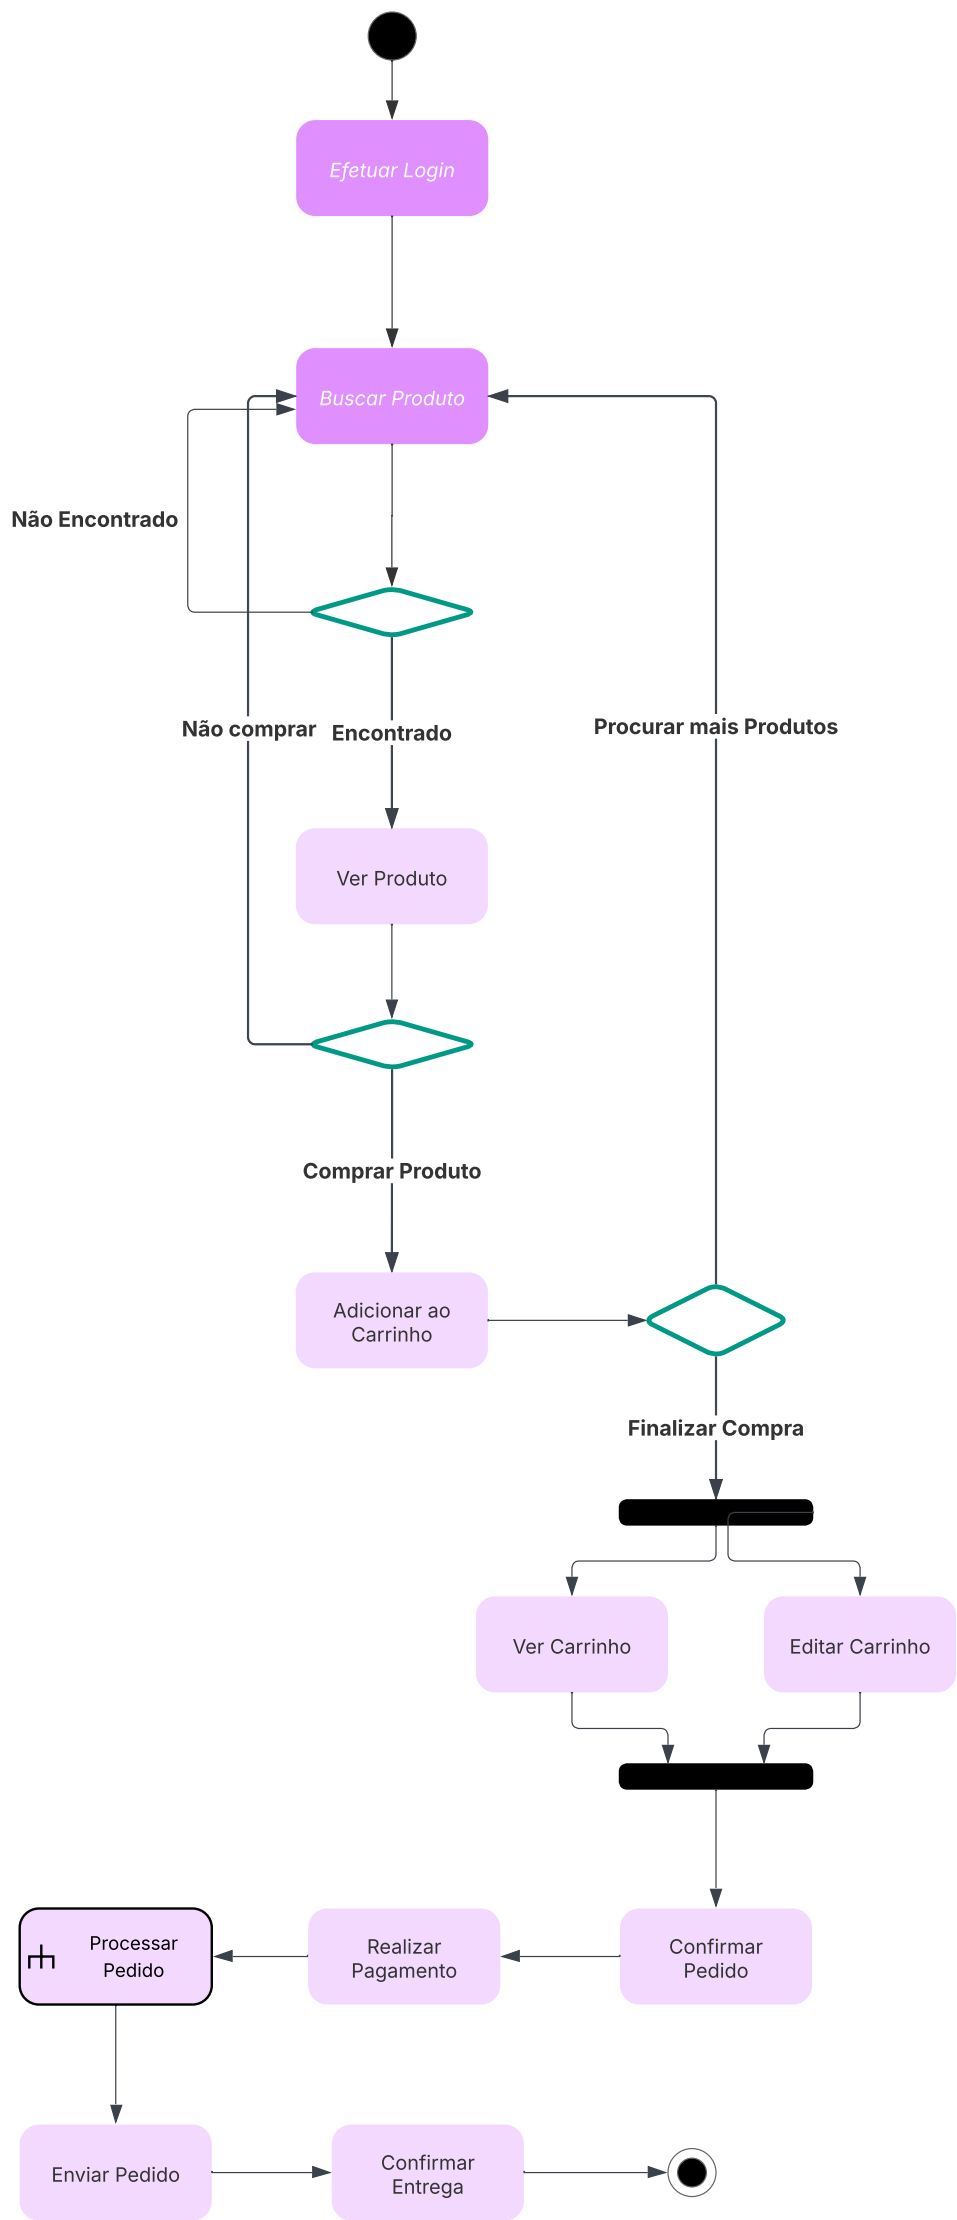 Efetuar Login
Buscar Produto
Não Encontrado
Não comprar
Encontrado
Procurar mais Produtos
Ver Produto
Comprar Produto
Adicionar ao
Carrinho
Finalizar Compra
Ver Carrinho
Editar Carrinho
Processar
Pedido
Realizar
Pagamento
Confirmar
Pedido
Enviar Pedido
Confirmar
Entrega